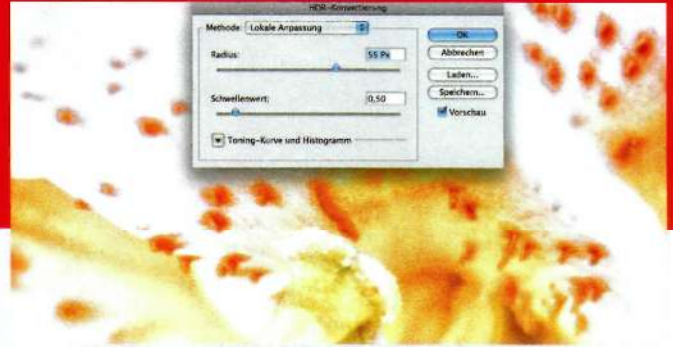 HDR-Konvertierung
Methode: Lokale Anpassung
OK
Radius:
55 Px
Abbrechen
Laden...
Speichern...
Schwellenwert:
0,50
Vorschau
Toning-Kurve und Histogramm